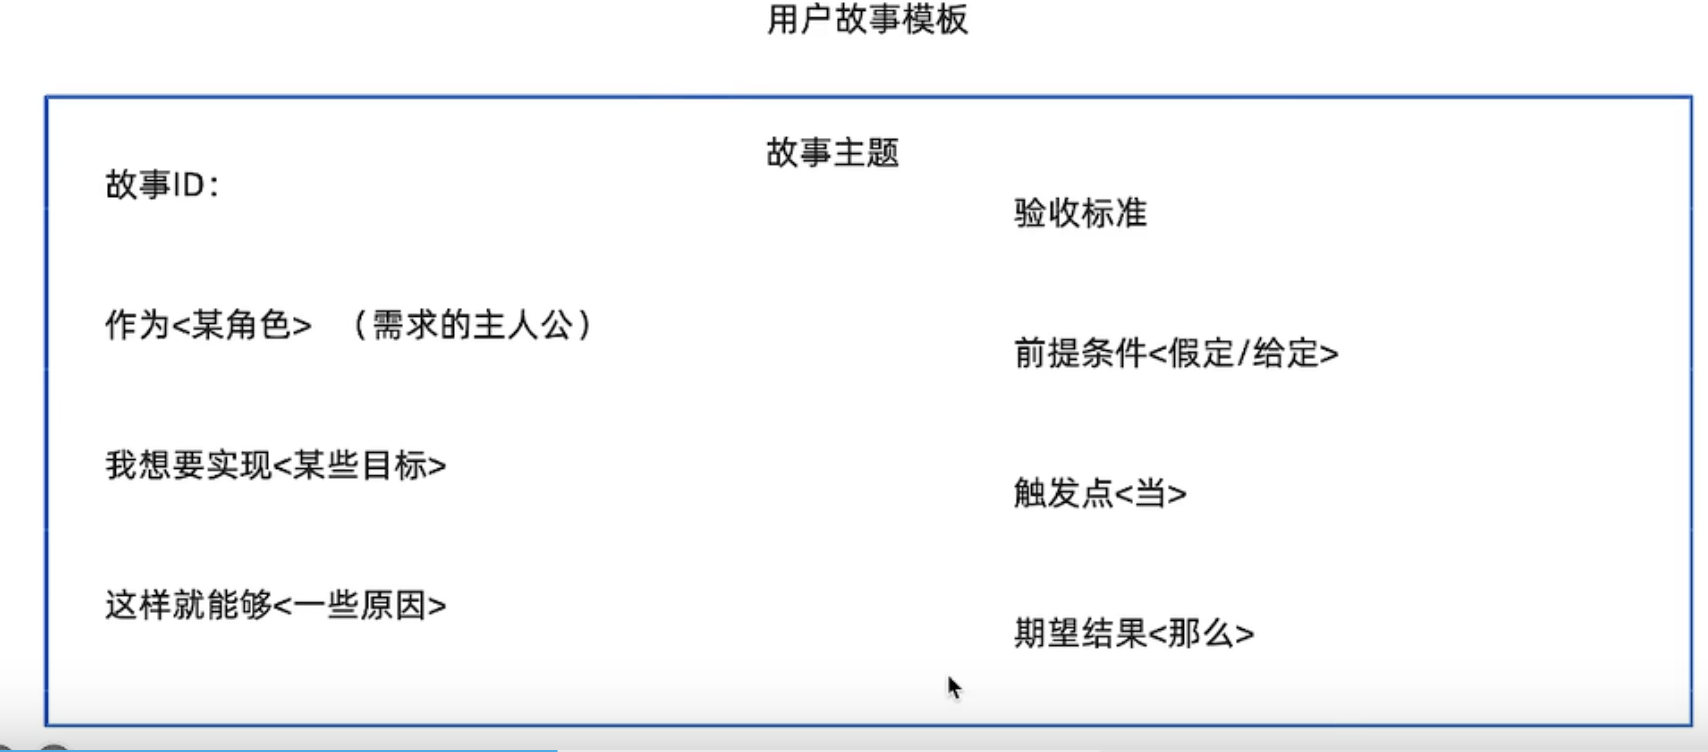 用户故事模板
故事主题
故事ID：
作为<某角色> （需求的主人公）
我想要实现<某些目标>
这样就能够<一些原因>
验收标准
前提条件<假定/给定>
触发点<当>
期望结果<那么>